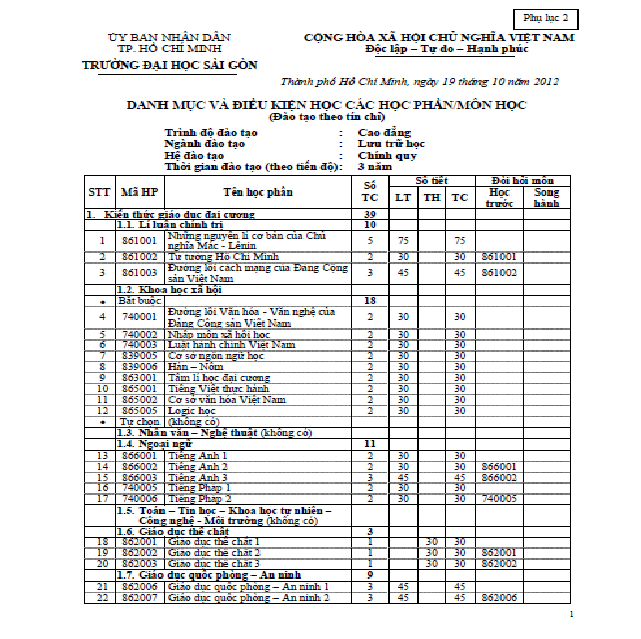 Phụ lục 2
ỦY BAN NHÂN DÂN CỘNG HÒA XÃ HỘI CHỦ NGHĨA VIỆT NAM
TP. HỒ CHÍ MINH Độc lập – Tự do – Hạnh phúc
TRƯỜNG ĐẠI HỌC SÀI GÒN
Thành phố Hồ Chí Minh, ngày 19 tháng 10 năm 2012
DANH MỤC VÀ ĐIỀU KIỆN HỌC CÁC HỌC PHẦN/MÔN HỌC
(Đào tạo theo tín chỉ)
Trình độ đào tạo : Cao đẳng
Ngành đào tạo : Lưu trữ học
Hệ đào tạo : Chính quy
Thời gian đào tạo (theo tiến độ): 3 năm
STT Mã HP Tên học phần Số TC Số tiết Đòi hỏi môn
LT TH TC Học trước Song hành
1. Kiến thức giáo dục đại cương 39
1.1. Lí luận chính trị 10
1 861001 Những nguyên lí cơ bản của Chủ nghĩa Mác - Lênin 5 75 75
2 861002 Tư tưởng Hồ Chí Minh 2 30 30 861001
3 861003 Đường lối cách mạng của Đảng Cộng sản Việt Nam 3 45 45 861002
1.2. Khoa học xã hội
• Bắt buộc 18
4 740001 Đường lối Văn hóa - Văn nghệ của Đảng Cộng sản Việt Nam 2 30 30
5 740002 Nhập môn xã hội học 2 30 30
6 740003 Luật hành chính Việt Nam 2 30 30
7 839005 Cơ sở ngôn ngữ học 2 30 30
8 839006 Hán – Nôm 2 30 30
9 863001 Tâm lí học đại cương 2 30 30
10 865001 Tiếng Việt thực hành 2 30 30
11 865002 Cơ sở văn hóa Việt Nam 2 30 30
12 865005 Logic học 2 30 30
• Tự chọn (không có)
1.3. Nhân văn – Nghệ thuật (không có)
1.4. Ngoại ngữ 11
13 866001 Tiếng Anh 1 2 30 30
14 866002 Tiếng Anh 2 2 30 30 866001
15 866003 Tiếng Anh 3 3 45 45 866002
16 740005 Tiếng Pháp 1 2 30 30
17 740006 Tiếng Pháp 2 2 30 30 740005
1.5. Toán – Tin học – Khoa học tự nhiên –
Công nghệ - Môi trường (không có)
1.6. Giáo dục thể chất 3
18 862001 Giáo dục thể chất 1 1 30 30
19 862002 Giáo dục thể chất 2 1 30 30 862001
20 862003 Giáo dục thể chất 3 1 30 30 862002
1.7. Giáo dục quốc phòng – An ninh 9
21 862006 Giáo dục quốc phòng – An ninh 1 3 45 45
22 862007 Giáo dục quốc phòng – An ninh 2 3 45 45 862006
1